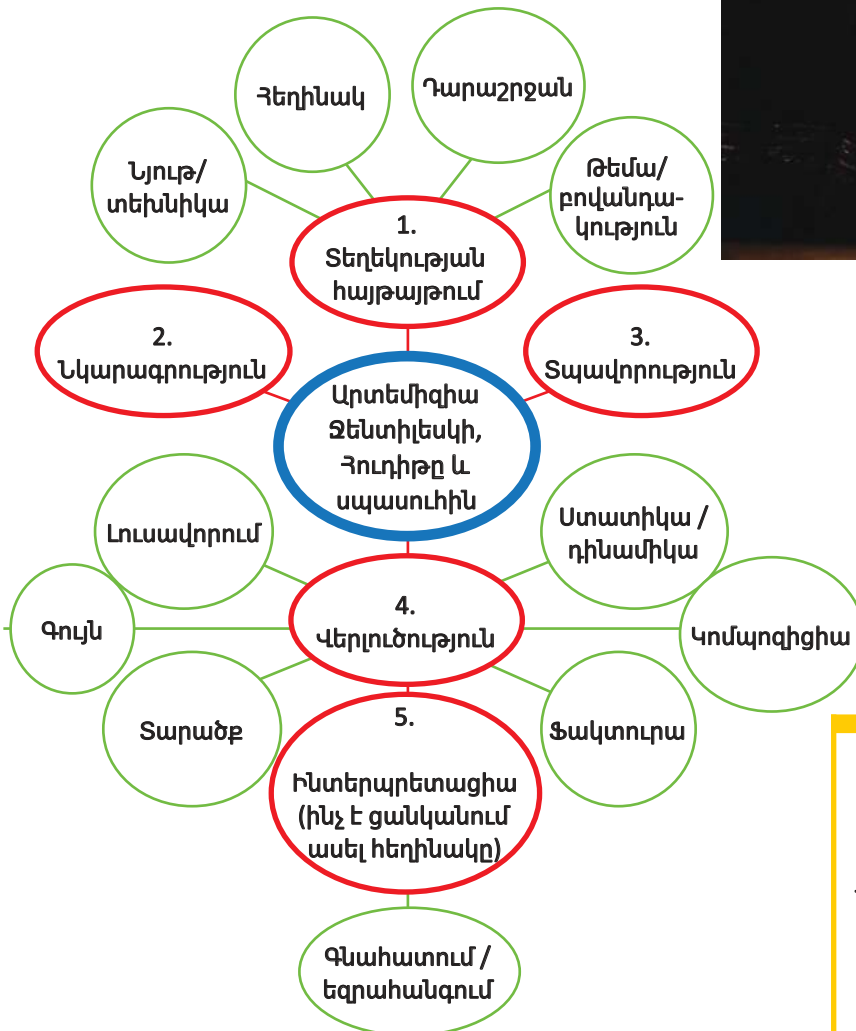 Հեղինակ
Դարաշրջան
Նյութ/
տեխնիկա
Թեմա/
բովանդա-
կություն
1.
Տեղեկության
հայթայթում
2.
Նկարագրություն
3.
Տպավորություն
Արտեմիզիա
Ջենտիլեսկի,
Հուդիթը և
սպասուհին
Լուսավորում
Ստատիկա /
դինամիկա
Գույն
4.
Վերլուծություն
Կոմպոզիցիա
Տարածք
Ֆակտուրա
5.
Ինտերպրետացիա
(ինչ է ցանկանում
ասել հեղինակը)
Գնահատում /
եզրահանգում